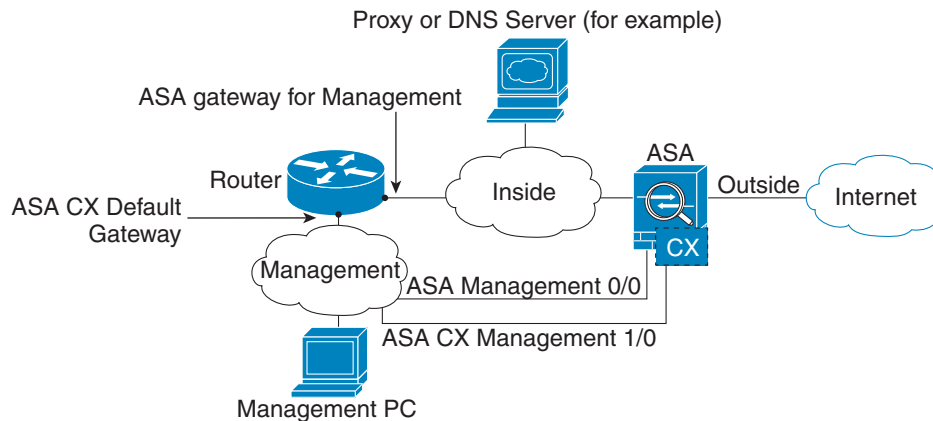 Proxy or DNS Server (for example)
ASA gateway for Management
ASA
Router
Inside
Outside
Internet
ASA CX Default
Gateway
CX
Management
ASA Management 0/0
ASA CX Management 1/0
Management PC